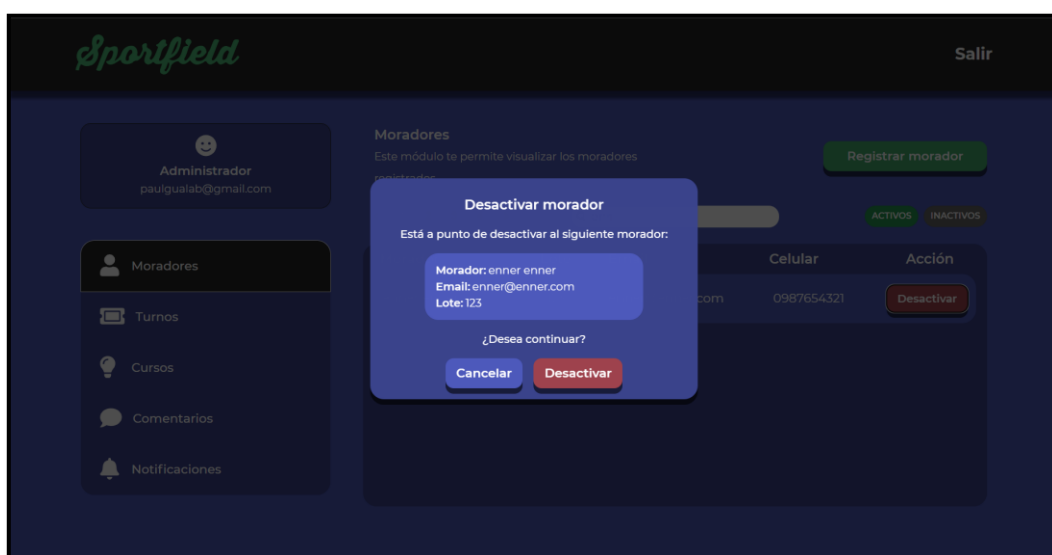 Sportfield
Salir
Administrador
paulgualab@gmail.com
Moradores
Este módulo te permite visualizar los moradores
registrados
Registrar morador
ACTIVOS
INACTIVOS
Moradores
Turnos
Cursos
Comentarios
Notificaciones
Celular
Acción
com
0987654321
Desactivar
Desactivar morador
Está a punto de desactivar al siguiente morador:
Morador: enner enner
Email: enner@enner.com
Lote: 123
¿Desea continuar?
Cancelar
Desactivar